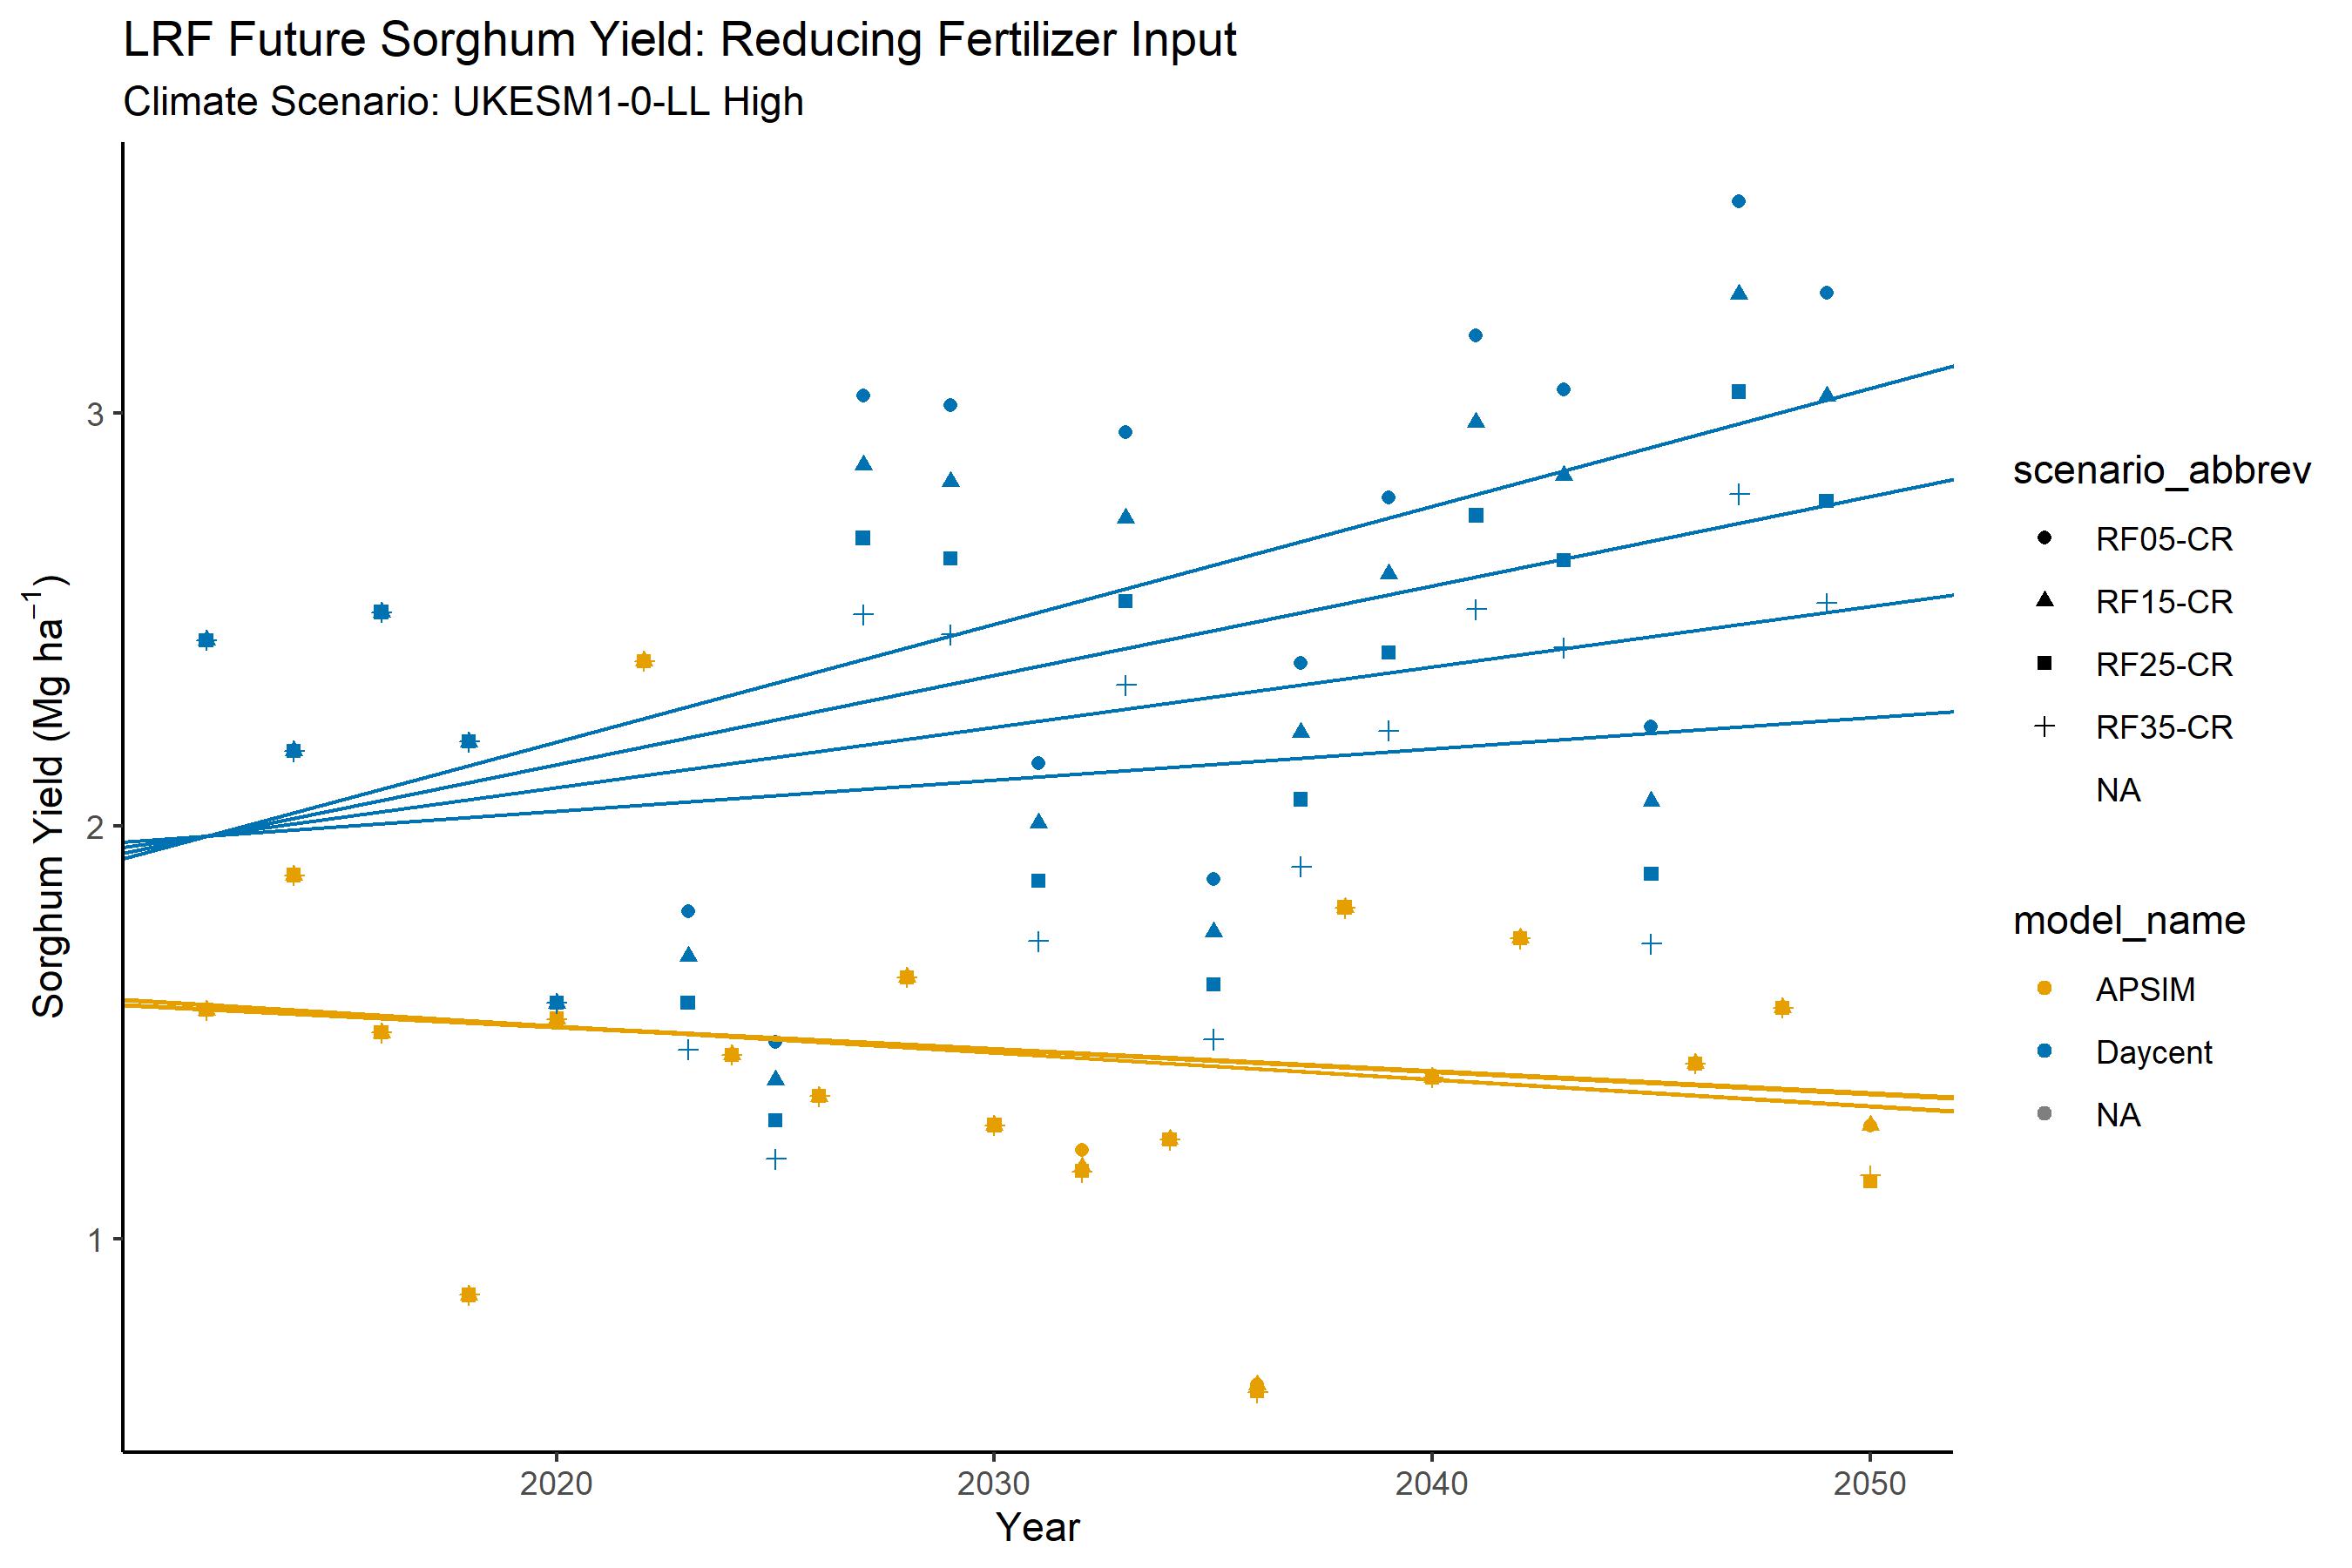 LRF Future Sorghum Yield: Reducing Fertilizer Input
Climate Scenario: UKESM1-0-LL High
Sorghum Yield (Mg ha⁻¹)
3
2
1
2020
2030
2040
2050
Year
scenario_abbrev
RF05-CR
RF15-CR
RF25-CR
RF35-CR
NA
model_name
APSIM
Daycent
NA